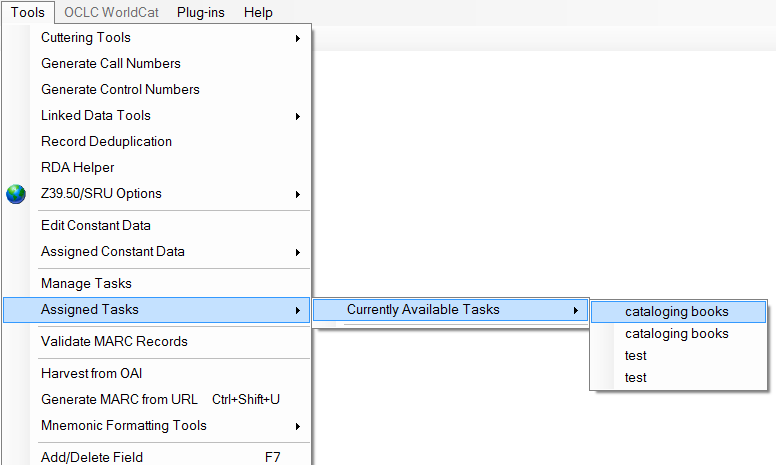 Tools OCLC WorldCat Plug-ins Help
Cuttering Tools
Generate Call Numbers
Generate Control Numbers
Linked Data Tools
Record Deduplication
RDA Helper
Z39.50/SRU Options
Edit Constant Data
Assigned Constant Data
Manage Tasks
Assigned Tasks
Currently Available Tasks
cataloging books
cataloging books
test
test
Validate MARC Records
Harvest from OAI
Generate MARC from URL Ctrl+Shift+U
Mnemonic Formatting Tools
Add/Delete Field F7